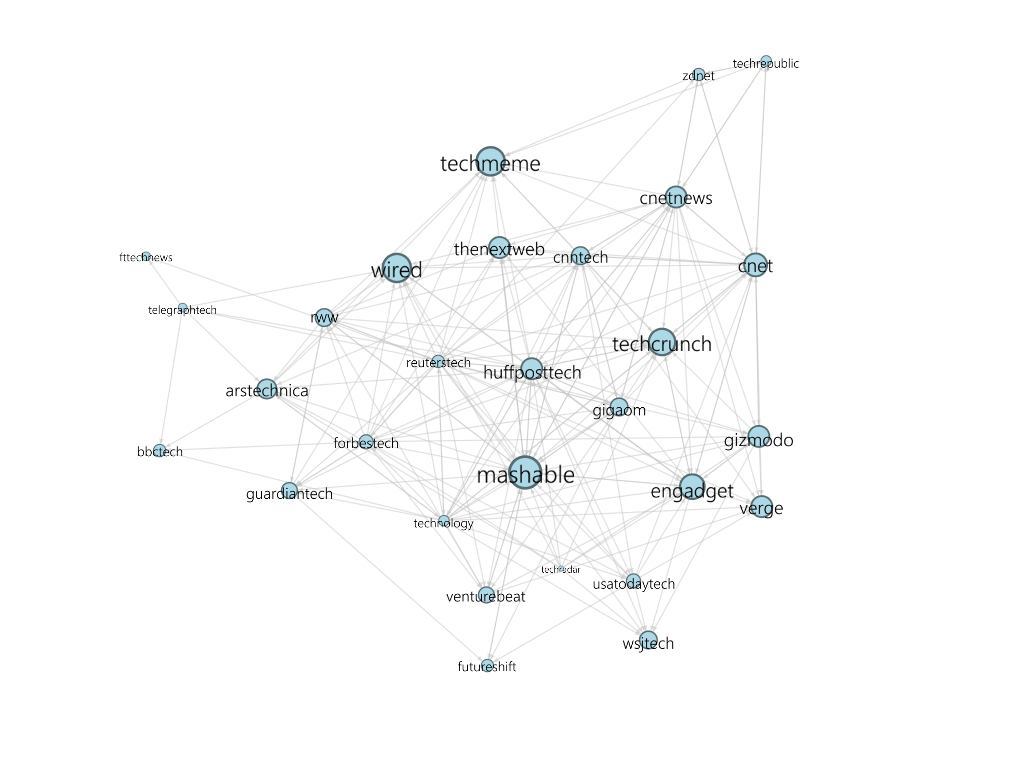 techrepublic
zdnet
techmeme
cnetnews
thenextweb
cnntech
fttechnews
wired
cnet
telegraphtech
rww
techcrunch
reuterstech
huffposttech
arstechnica
gigaom
forbestech
gizmodo
bbctech
mashable
guardiantech
engadget
verge
technology
techradar
usatodaytech
venturebeat
wsjtech
futureshift